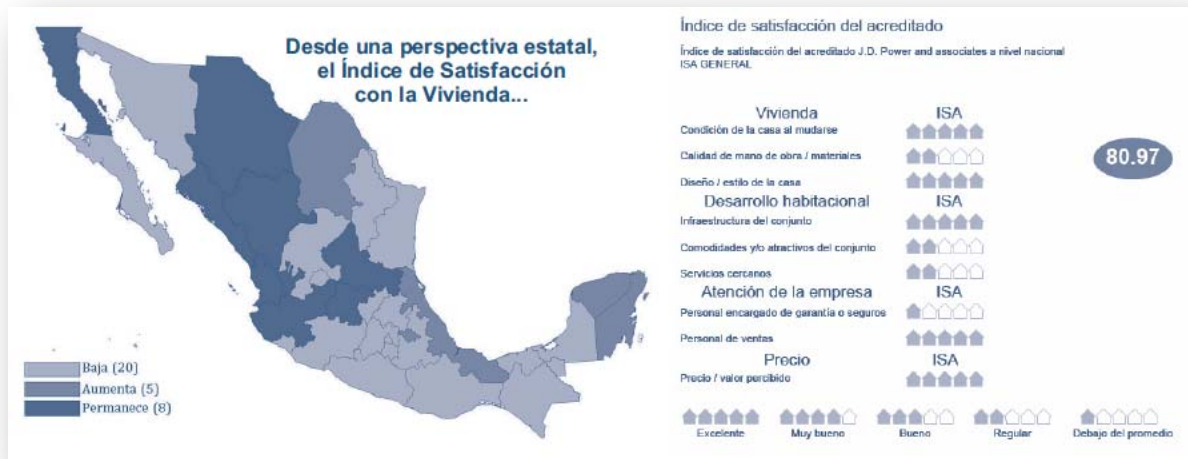 Desde una perspectiva estatal,
el Índice de Satisfacción
con la Vivienda...
Baja (20)
Aumenta (5)
Permanece (8)
Índice de satisfacción del acreditado
Índice de satisfacción del acreditado J.D. Power and associates a nivel nacional
ISA GENERAL
Vivienda ISA
Condición de la casa al mudarse
Calidad de mano de obra / materiales
80.97
Diseño / estilo de la casa
Desarrollo habitacional ISA
Infraestructura del conjunto
Comodidades y/o atractivos del conjunto
Servicios cercanos
Atención de la empresa ISA
Personal encargado de garantía o seguros
Personal de ventas
Precio ISA
Precio / valor percibido
Excelente Muy bueno Bueno Regular Debajo del promedio